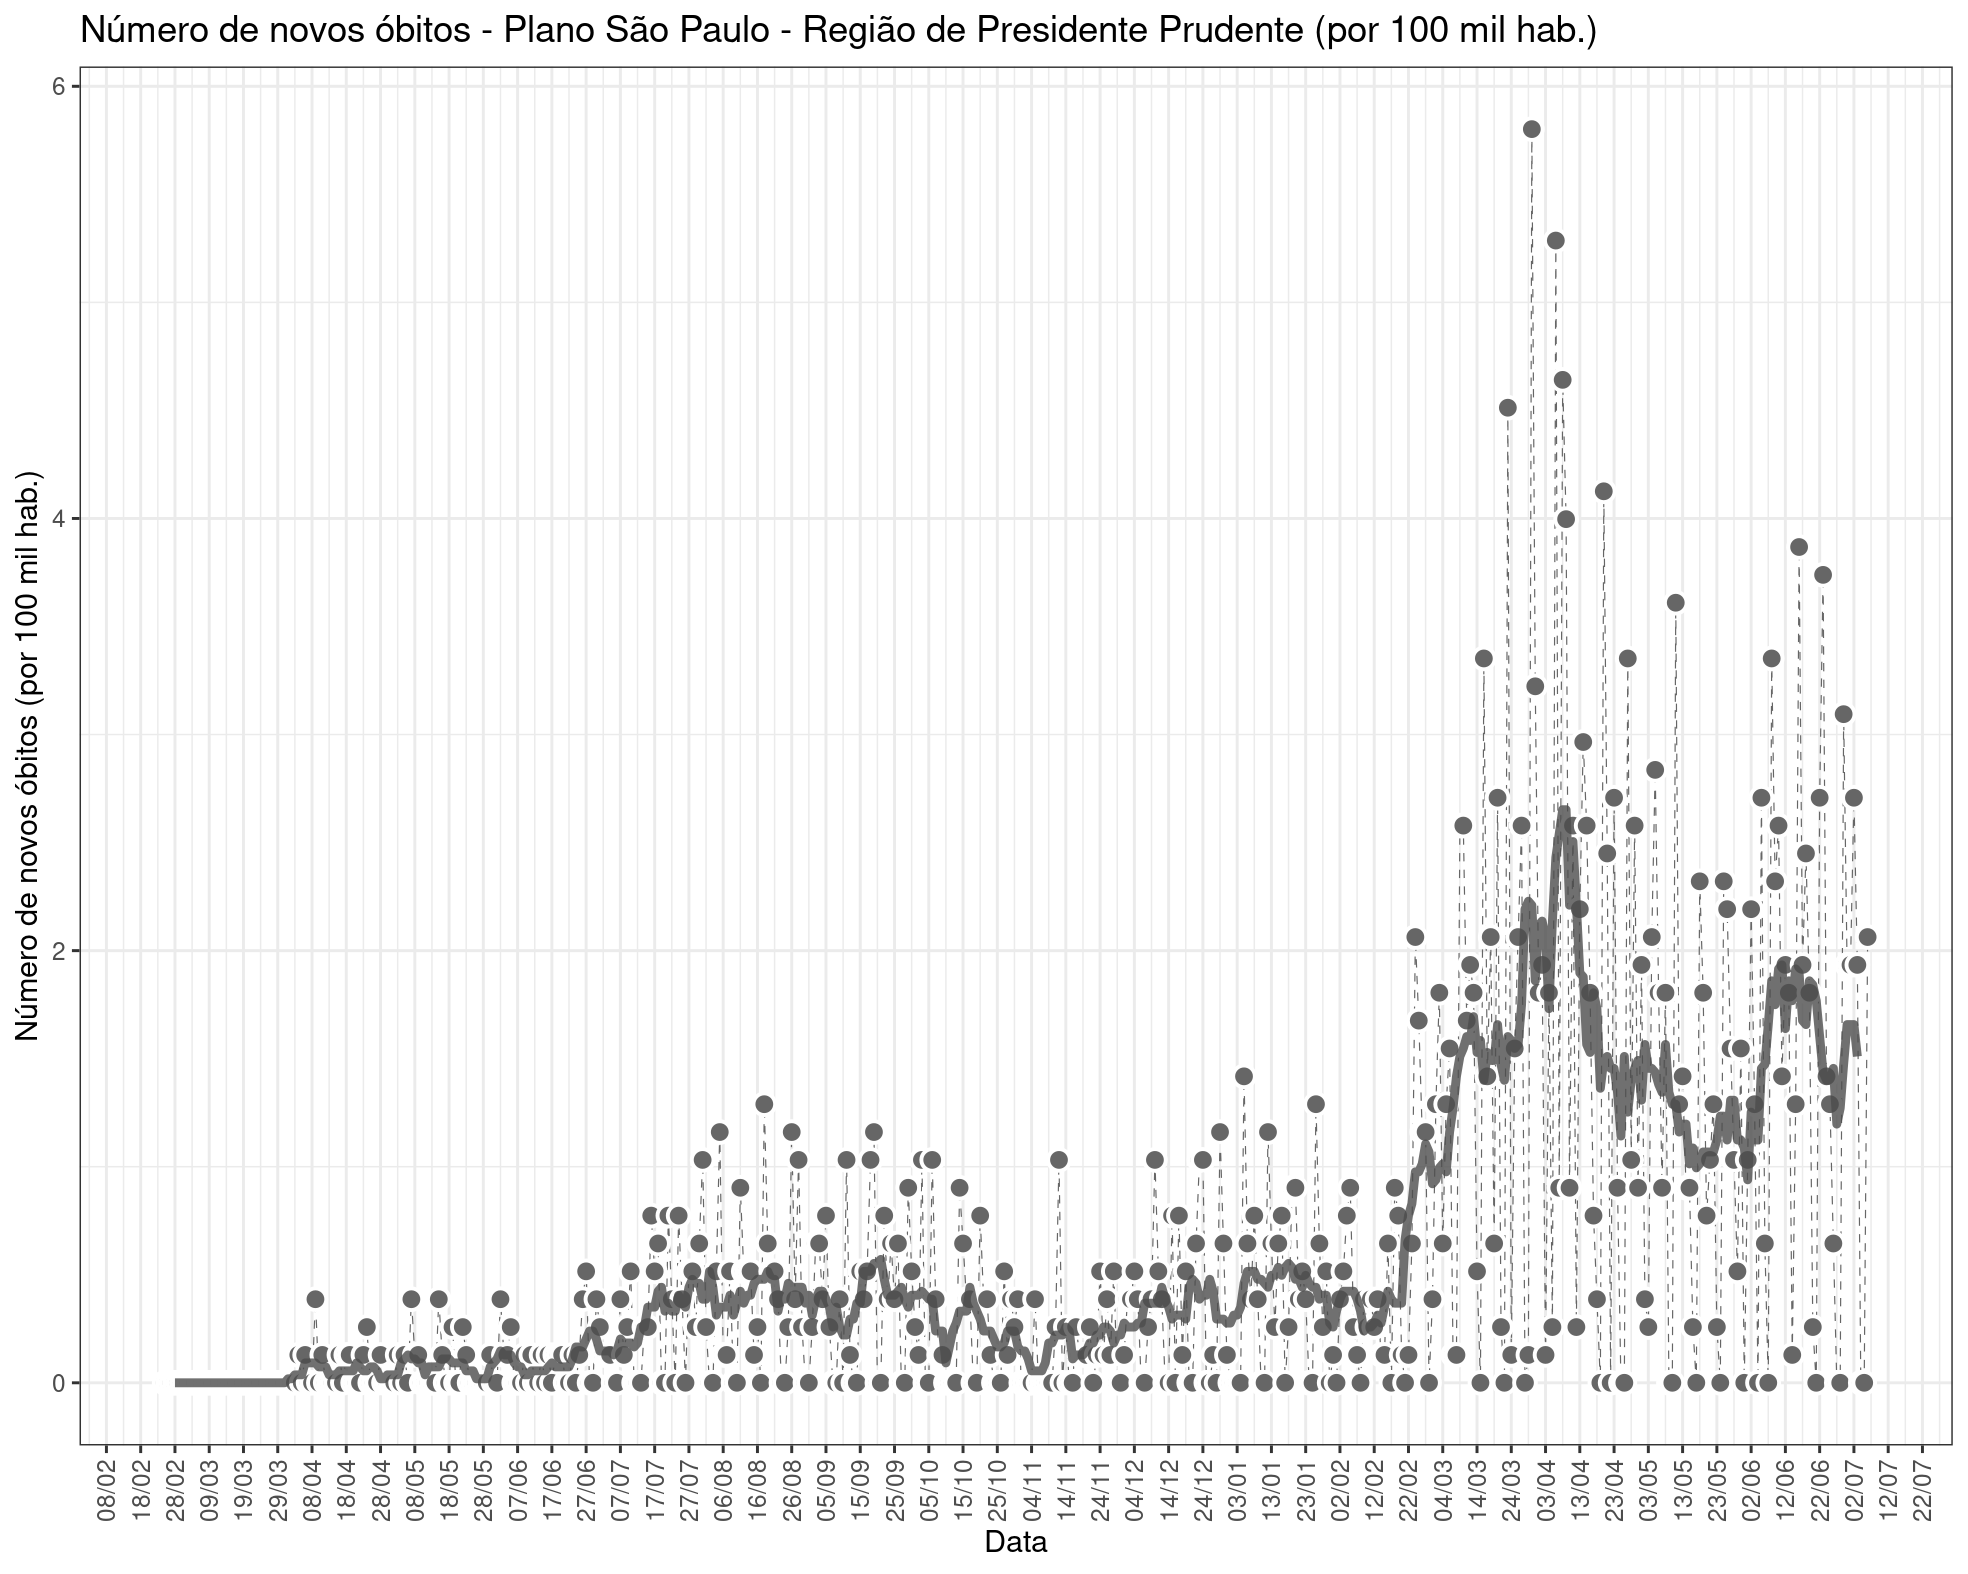 Número de novos óbitos - Plano São Paulo - Região de Presidente Prudente (por 100 mil hab.)
Número de novos óbitos (por 100 mil hab.)
6
4
2
0
08/02 18/02 28/02 09/03 19/03 29/03 08/04 18/04 28/04 08/05 18/05 28/05 07/06 17/06 27/06 07/07 17/07 27/07 06/08 16/08 26/08 05/09 15/09 25/09 05/10 15/10 25/10 04/11 14/11 24/11 04/12 14/12 24/12 03/01 13/01 23/01 02/02 12/02 22/02 04/03 14/03 24/03 03/04 13/04 23/04 03/05 13/05 23/05 02/06 12/06 22/06 02/07 12/07 22/07
Data